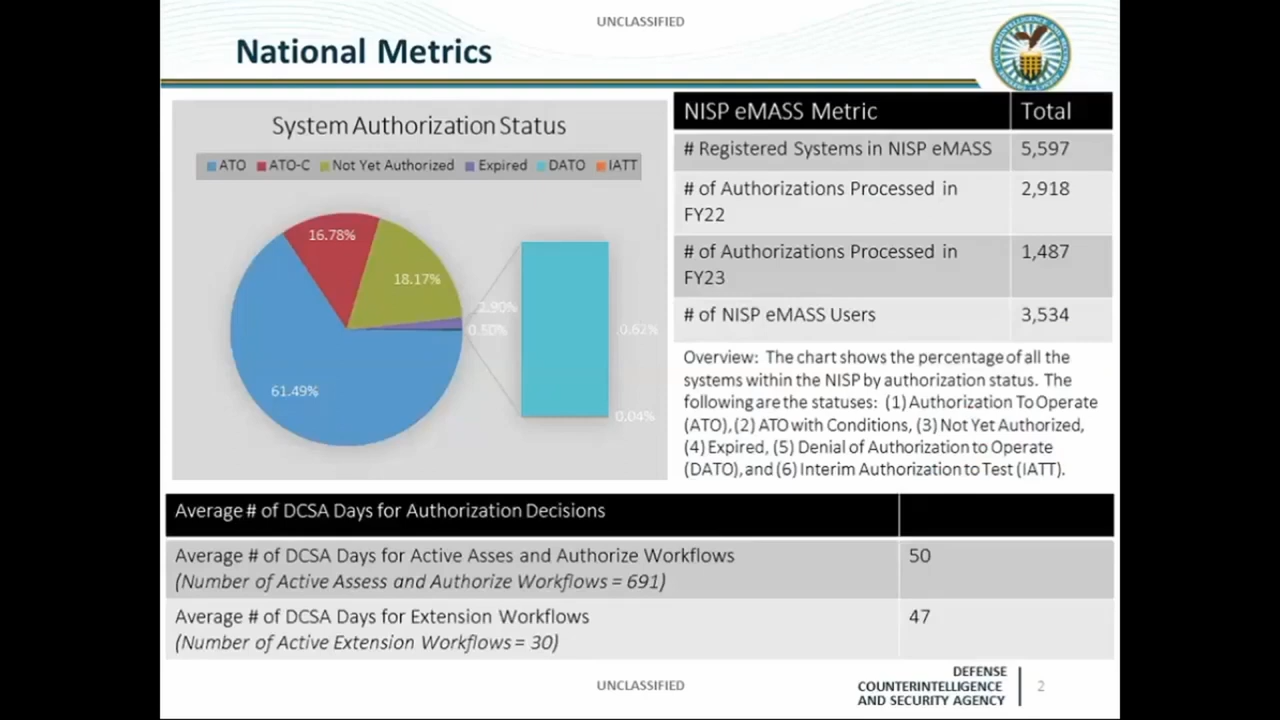 UNCLASSIFIED
National Metrics
System Authorization Status
ATO ATO-C Not Yet Authorized Expired DATO IATT
16.78%
18.17%
2.90%
0.62%
61.49%
0.04%
NISP eMASS Metric Total
# Registered Systems in NISP eMASS 5,597
# of Authorizations Processed in 2,918
FY22
# of Authorizations Processed in 1,487
FY23
# of NISP eMASS Users 3,534
Overview: The chart shows the percentage of all the
systems within the NISP by authorization status. The
following are the statuses: (1) Authorization To Operate
(ATO), (2) ATO with Conditions, (3) Not Yet Authorized,
(4) Expired, (5) Denial of Authorization to Operate
(DATO), and (6) Interim Authorization to Test (IATT).
Average # of DCSA Days for Authorization Decisions
Average # of DCSA Days for Active Asses and Authorize Workflows 50
(Number of Active Assess and Authorize Workflows = 691)
Average # of DCSA Days for Extension Workflows 47
(Number of Active Extension Workflows = 30)
UNCLASSIFIED
DEFENSE
COUNTERINTELLIGENCE
AND SECURITY AGENCY
2